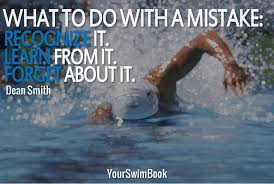 WHAT TO DO WITH A MISTAKE:
RECOGNIZE IT.
LEARN FROM IT.
FORGET ABOUT IT.
Dean Smith
YourSwimBook